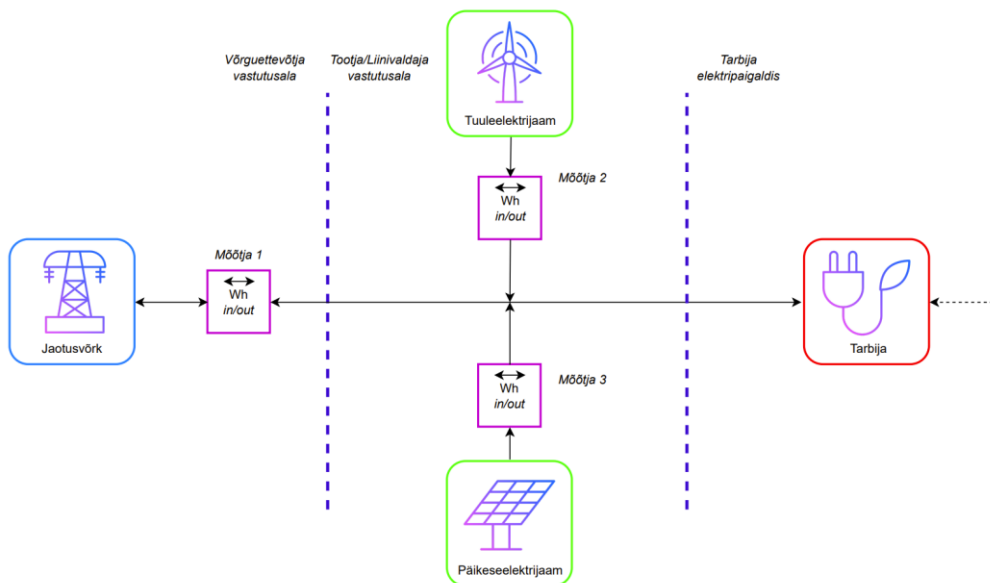 Võrguettevõtja
vastutusala
Tootja/Liinivaldaja
vastutusala
Tarbija
elektripaigaldis
Tuuleelektrijaam
Mõõtja 2
Wh
in/out
Mõõtja 1
Wh
in/out
Jaotusvõrk
Tarbija
Mõõtja 3
Wh
in/out
Päikeseelektrijaam